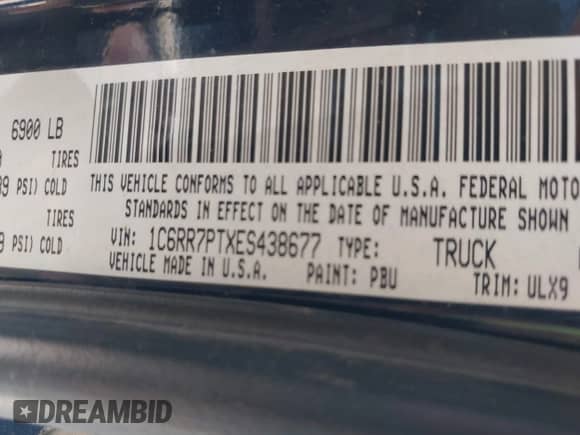 6900 LB
TIRES
39 PSI) COLD
TIRES
PSI) COLD
THIS VEHICLE CONFORMS TO ALL APPLICABLE U.S.A. FEDERAL MOTO
STANDARDS IN EFFECT ON THE DATE OF MANUFACTURE SHOWN
VIN: 1C6RR7PTXES438677 TYPE: TRUCK
VEHICLE MADE IN U.S.A. PAINT: PBU TRIM: ULX9
DREAMBID